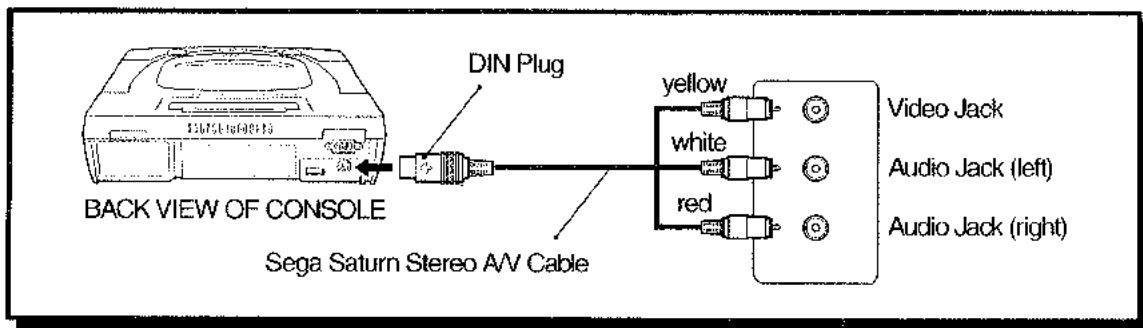 DIN Plug
yellow
Video Jack
white
Audio Jack (left)
BACK VIEW OF CONSOLE
red
Audio Jack (right)
Sega Saturn Stereo A/V Cable